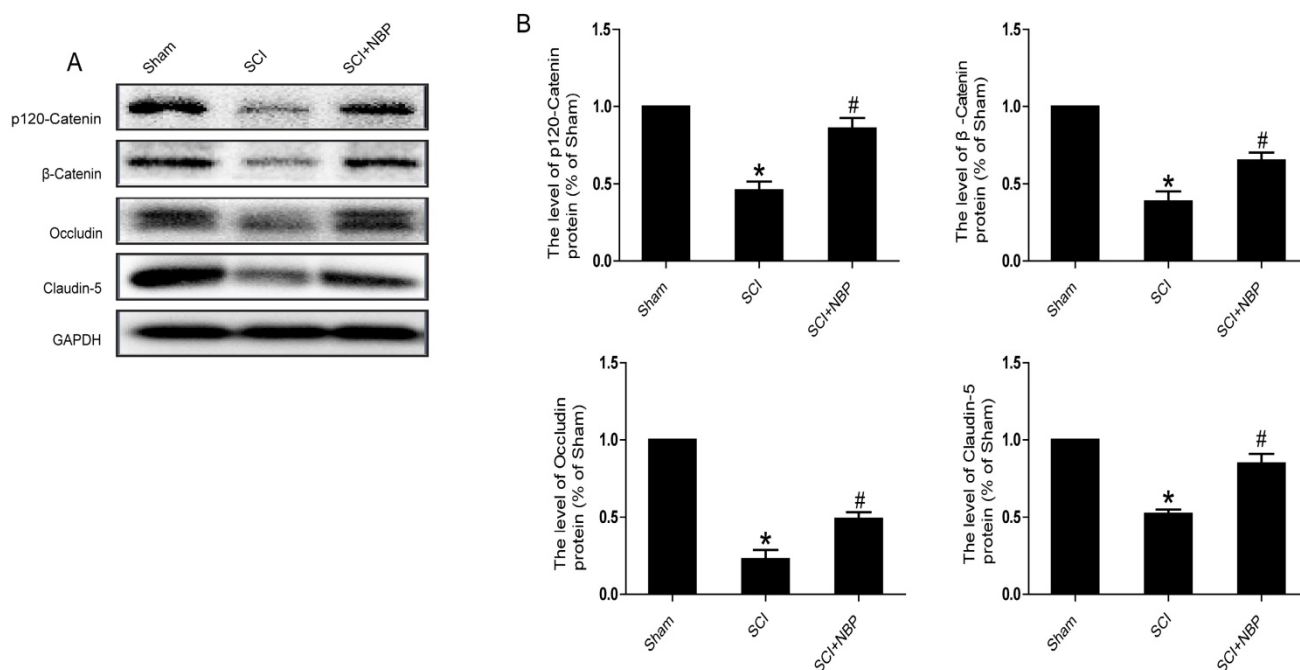 A
Sham
SCI
SCI+NBP
p120-Catenin
β-Catenin
Occludin
Claudin-5
GAPDH
B
The level of p120-Catenin
protein (% of Sham)
1.5
1.0
0.5
0.0
*
#
Sham
SCI
SCI+NBP
The level of β -Catenin
protein (% of Sham)
1.5
1.0
0.5
0.0
*
#
Sham
SCI
SCI+NBP
The level of Occludin
protein (% of Sham)
1.5
1.0
0.5
0.0
*
#
Sham
SCI
SCI+NBP
The level of Claudin-5
protein (% of Sham)
1.5
1.0
0.5
0.0
*
#
Sham
SCI
SCI+NBP